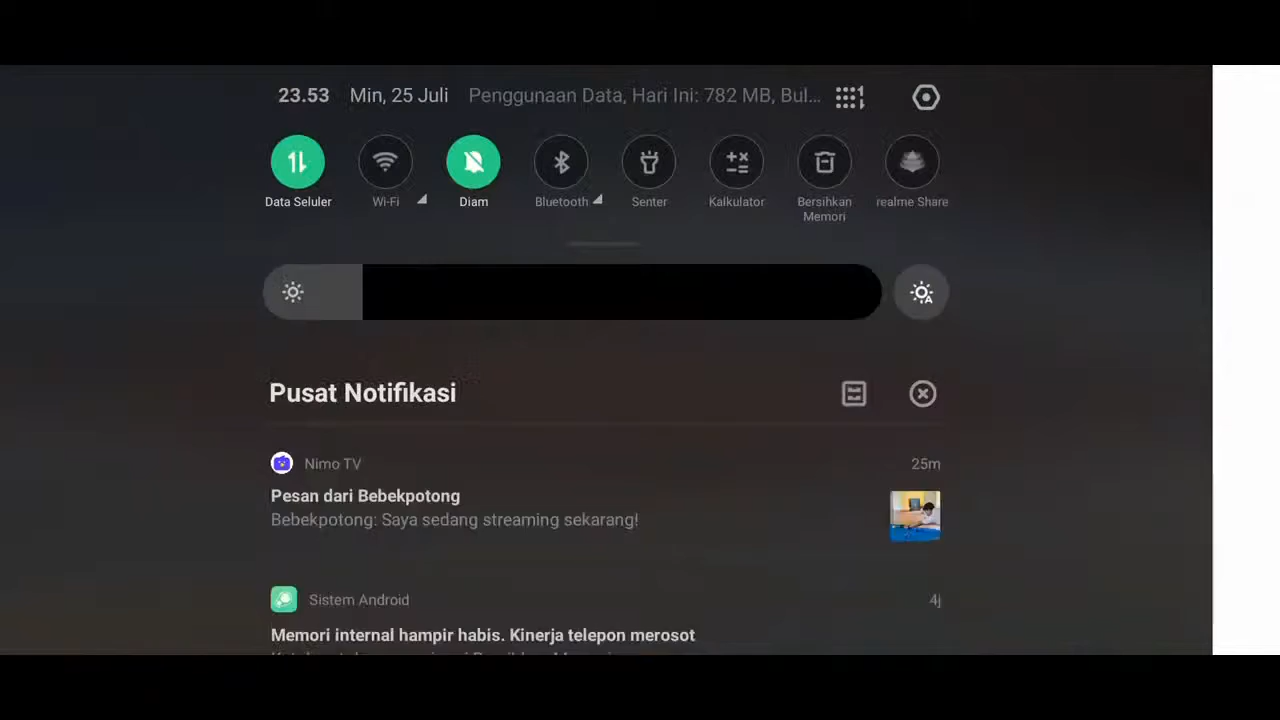 23.53 Min, 25 Juli Penggunaan Data, Hari Ini: 782 MB, Bul...
Data Seluler Wi-Fi Diam Bluetooth Senter Kalkulator Bersihkan Memori realme Share
Pusat Notifikasi
Nimo TV 25m
Pesan dari Bebekpotong
Bebekpotong: Saya sedang streaming sekarang!
Sistem Android 4j
Memori internal hampir habis. Kinerja telepon merosot